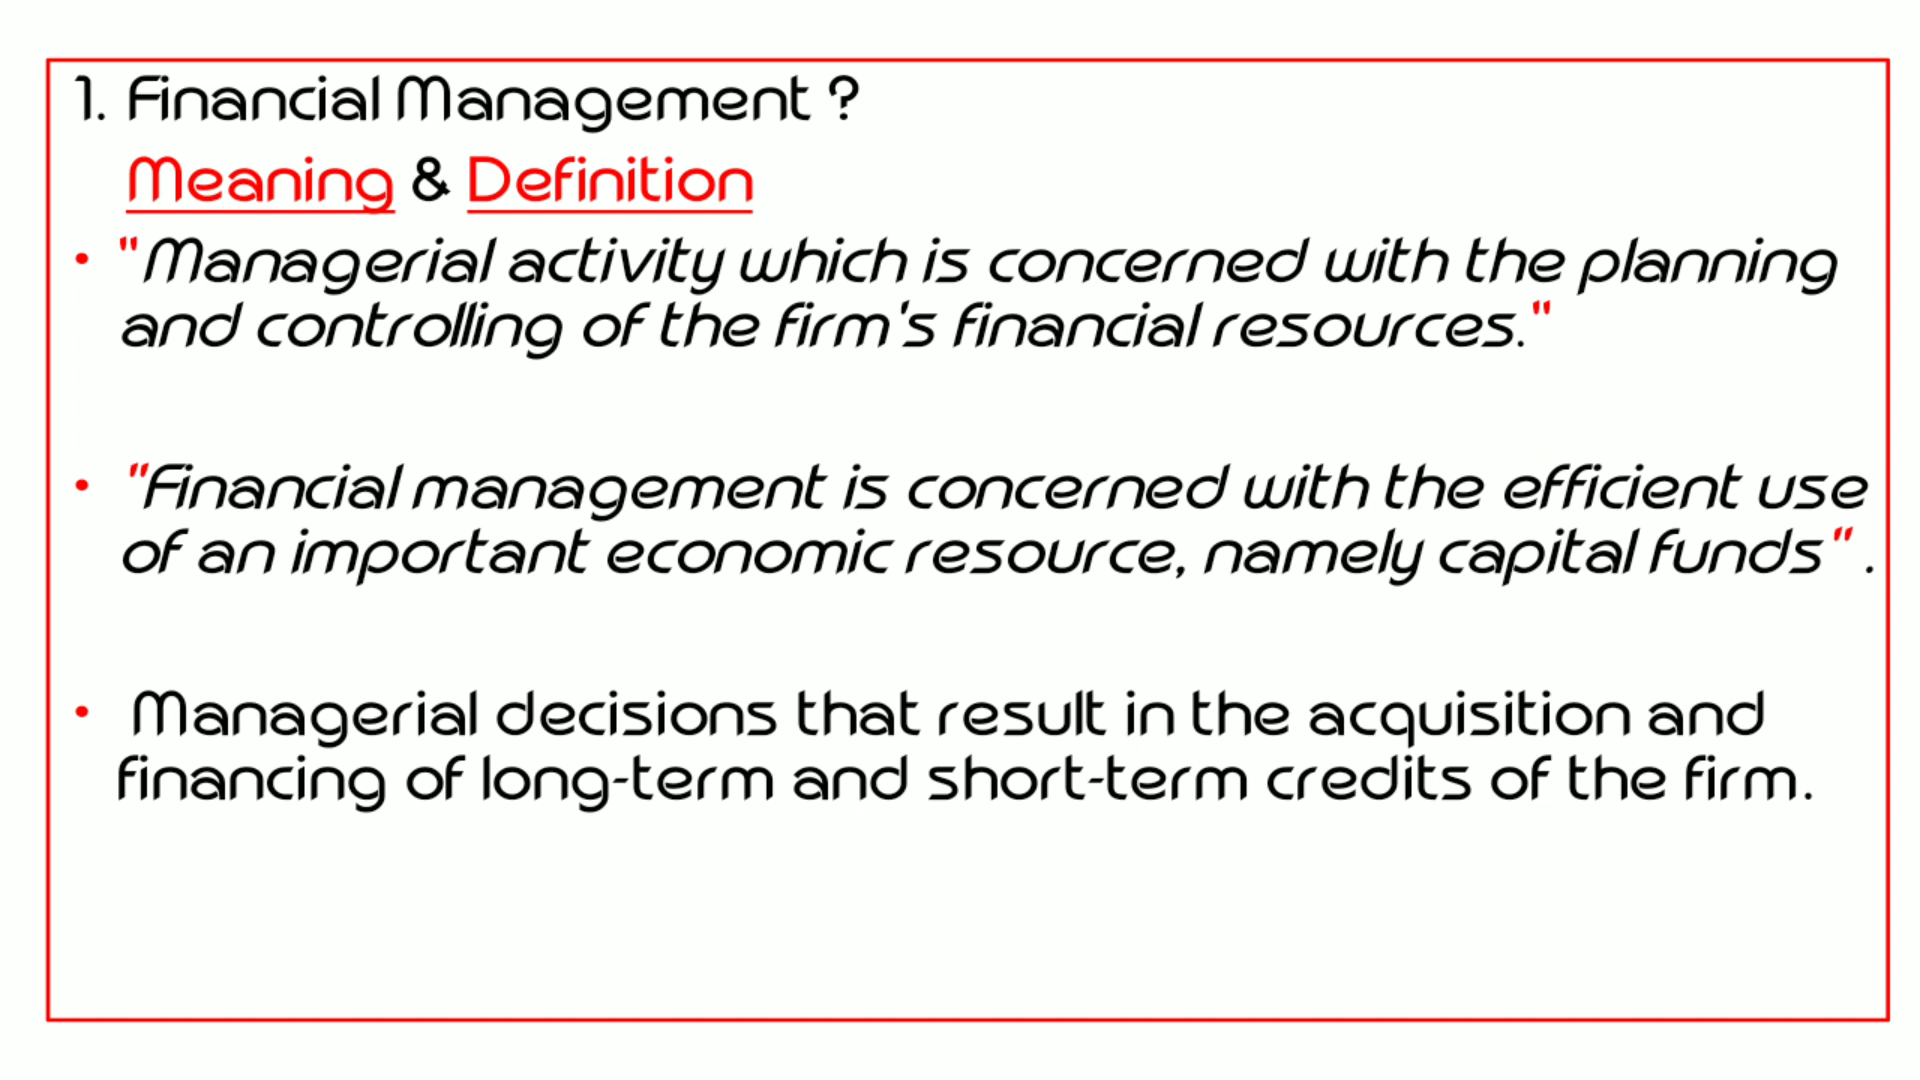 1. Financial Management ?
Meaning & Definition
• "Managerial activity which is concerned with the planning
and controlling of the firm's financial resources."
• "Financial management is concerned with the efficient use
of an important economic resource, namely capital funds" .
• Managerial decisions that result in the acquisition and
financing of long-term and short-term credits of the firm.